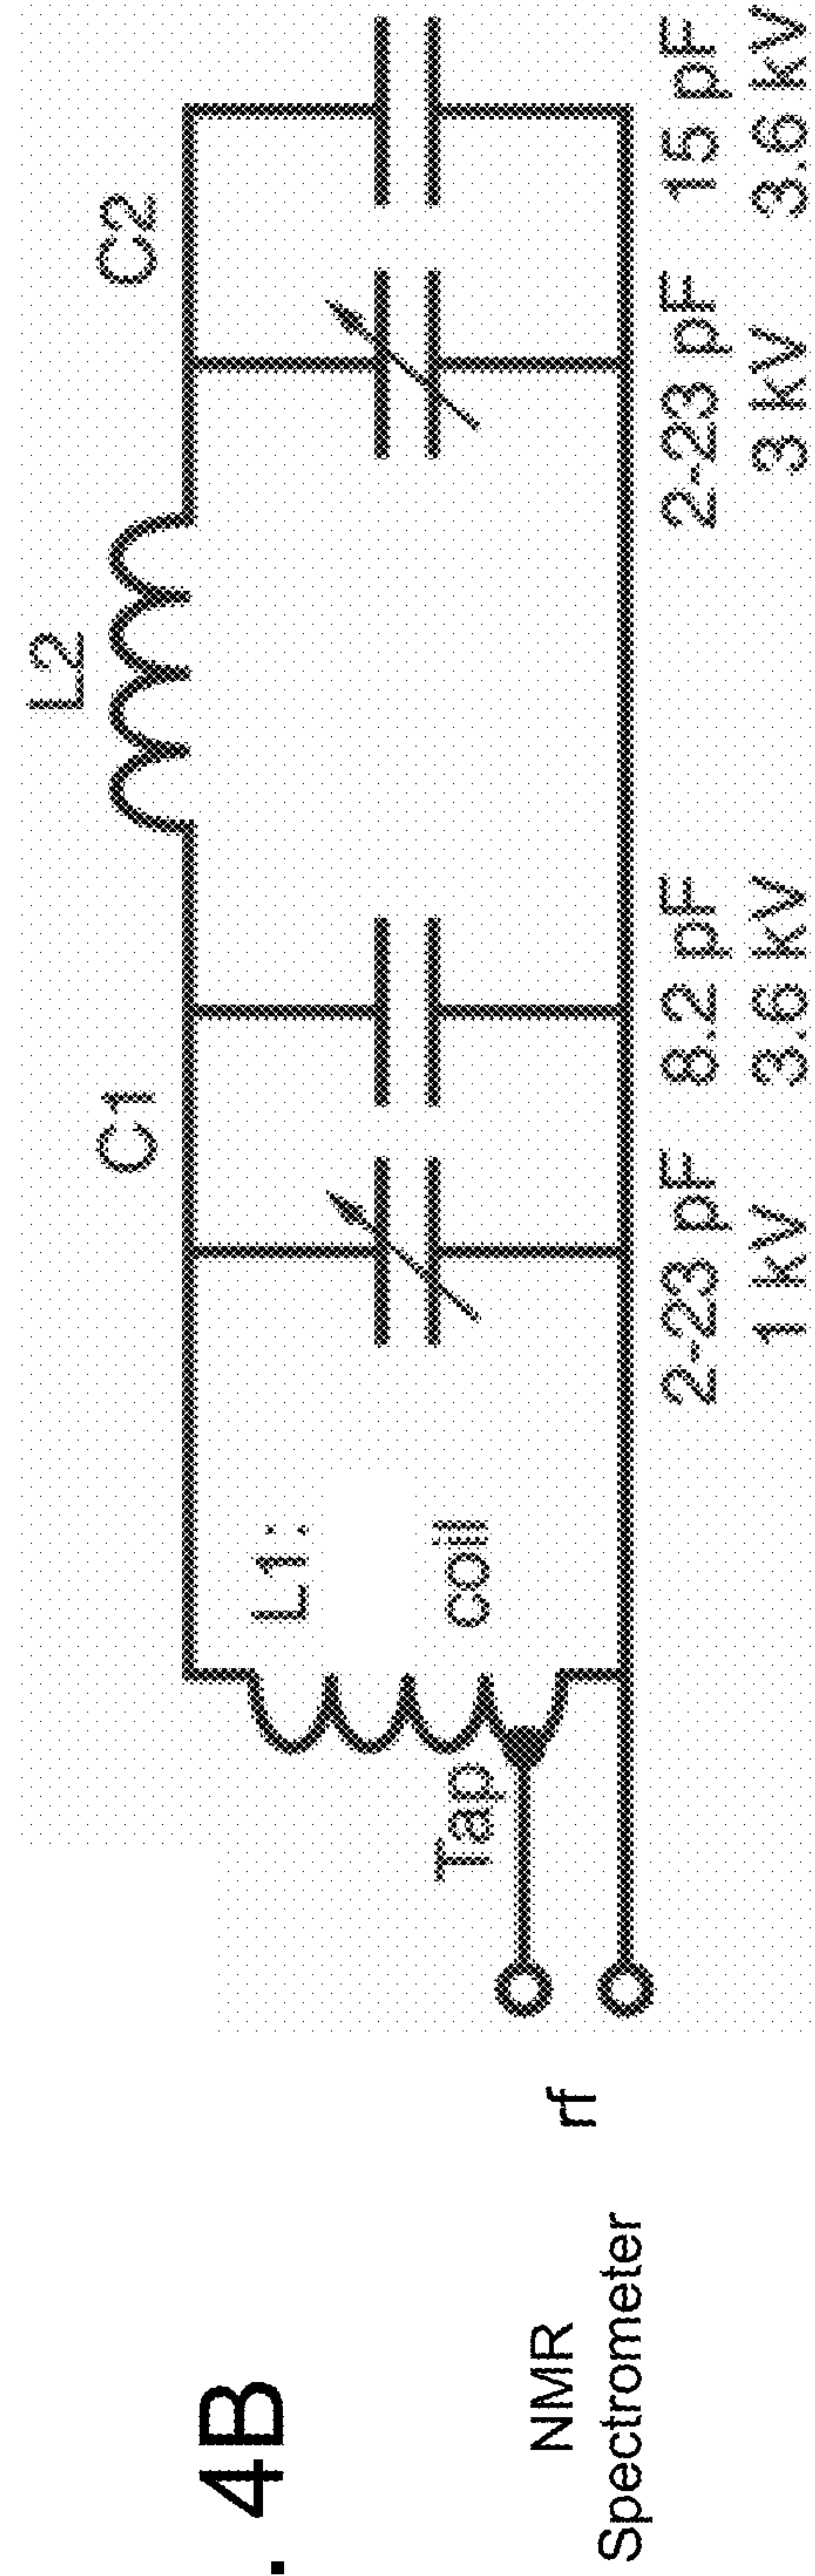 . 4B
NMR
Spectrometer
rf
Tap
L1:
coil
C1
L2
C2
2-23 pF
1 kV
8.2 pF
3.6 kV
2-23 pF
3 kV
15 pF
3.6 kV